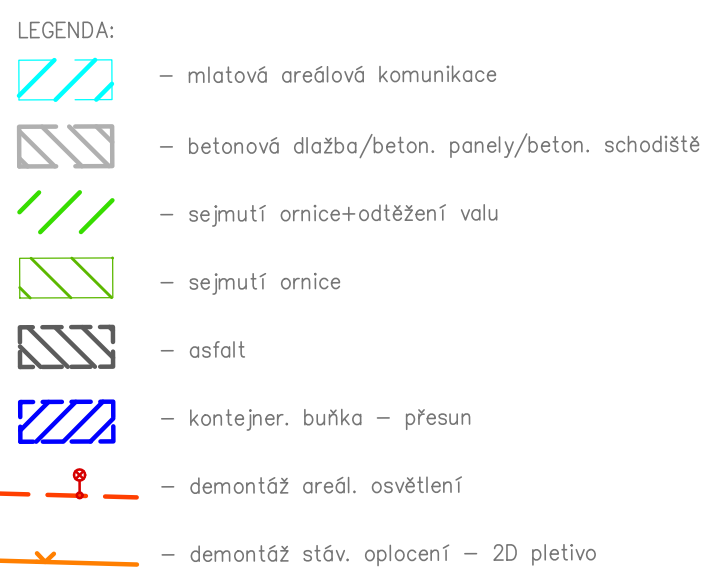 LEGENDA:
– mlatová areálová komunikace
– betonová dlažba/beton. panely/beton. schodiště
– sejmutí ornice+odtěžení valu
– sejmutí ornice
– asfalt
– kontejner. buňka – přesun
– demontáž areál. osvětlení
– demontáž stáv. oplocení – 2D pletivo